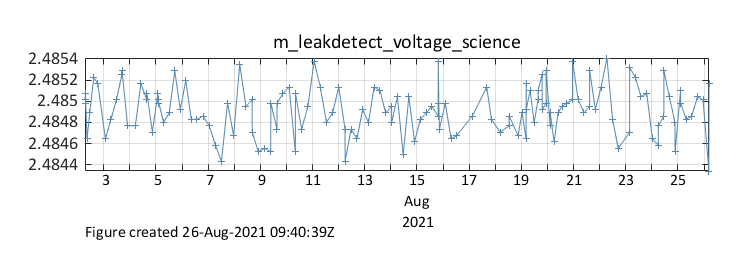 m_leakdetect_voltage_science
2.4854
2.4852
2.485
2.4848
2.4846
2.4844
3 5 7 9 11 13 15 17 19 21 23 25
Aug
2021
Figure created 26-Aug-2021 09:40:39Z